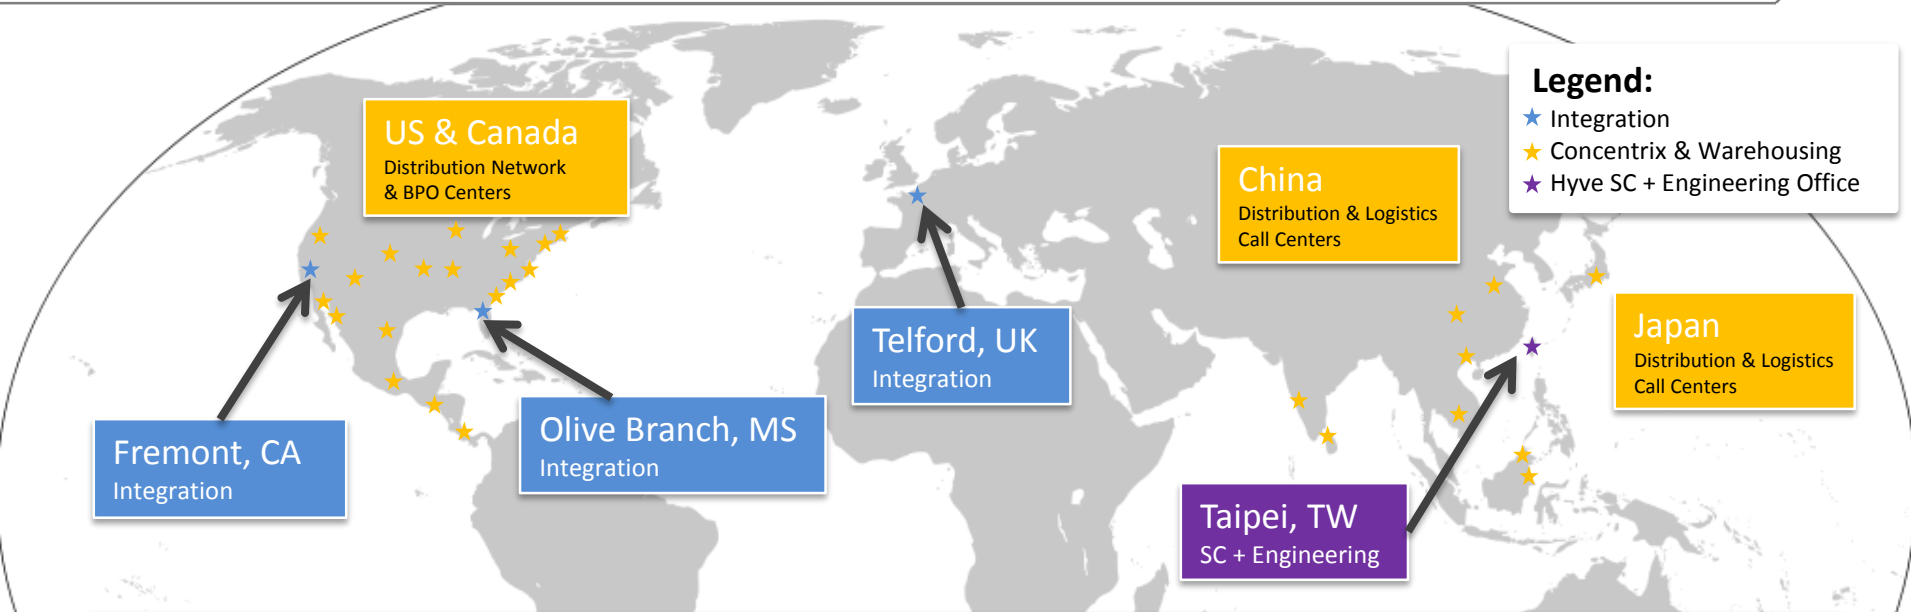 Legend:
Integration
Concentrix & Warehousing
Hyve SC + Engineering Office
US & Canada
Distribution Network
& BPO Centers
China
Distribution & Logistics
Call Centers
Japan
Distribution & Logistics
Call Centers
Telford, UK
Integration
Fremont, CA
Integration
Olive Branch, MS
Integration
Taipei, TW
SC + Engineering